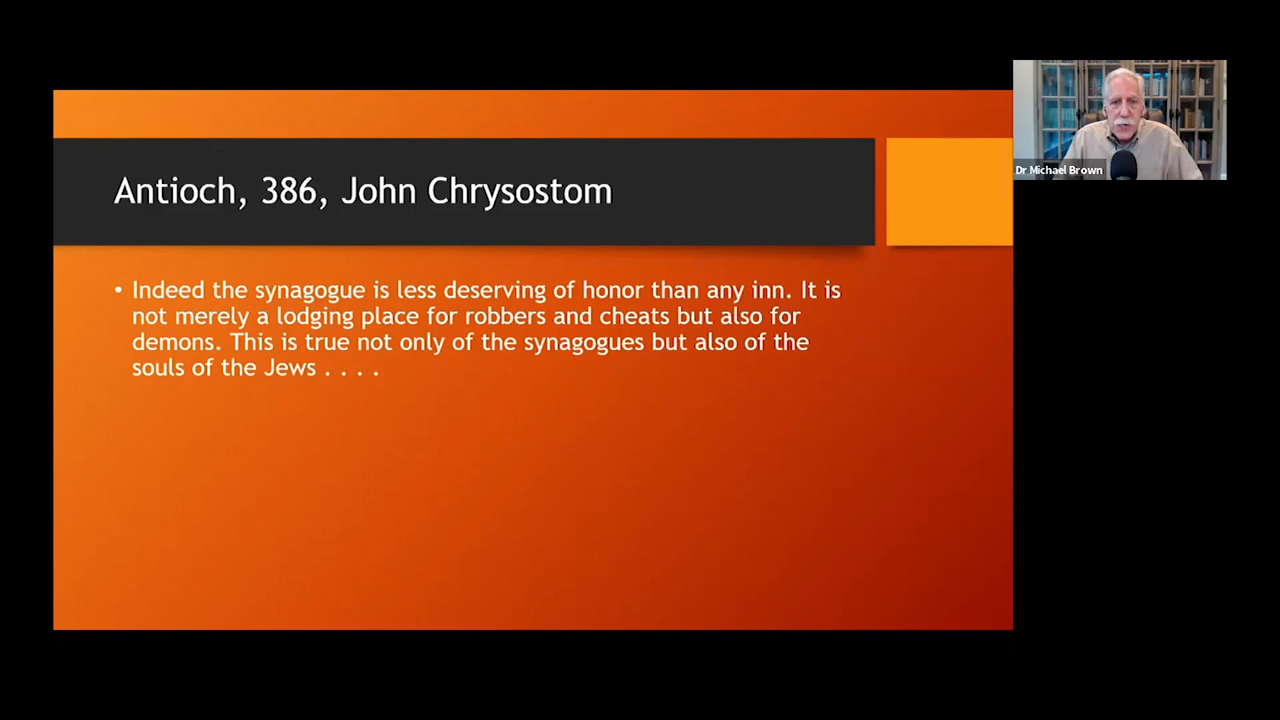 Antioch, 386, John Chrysostom
• Indeed the synagogue is less deserving of honor than any inn. It is
not merely a lodging place for robbers and cheats but also for
demons. This is true not only of the synagogues but also of the
souls of the Jews . . . .
Dr Michael Brown